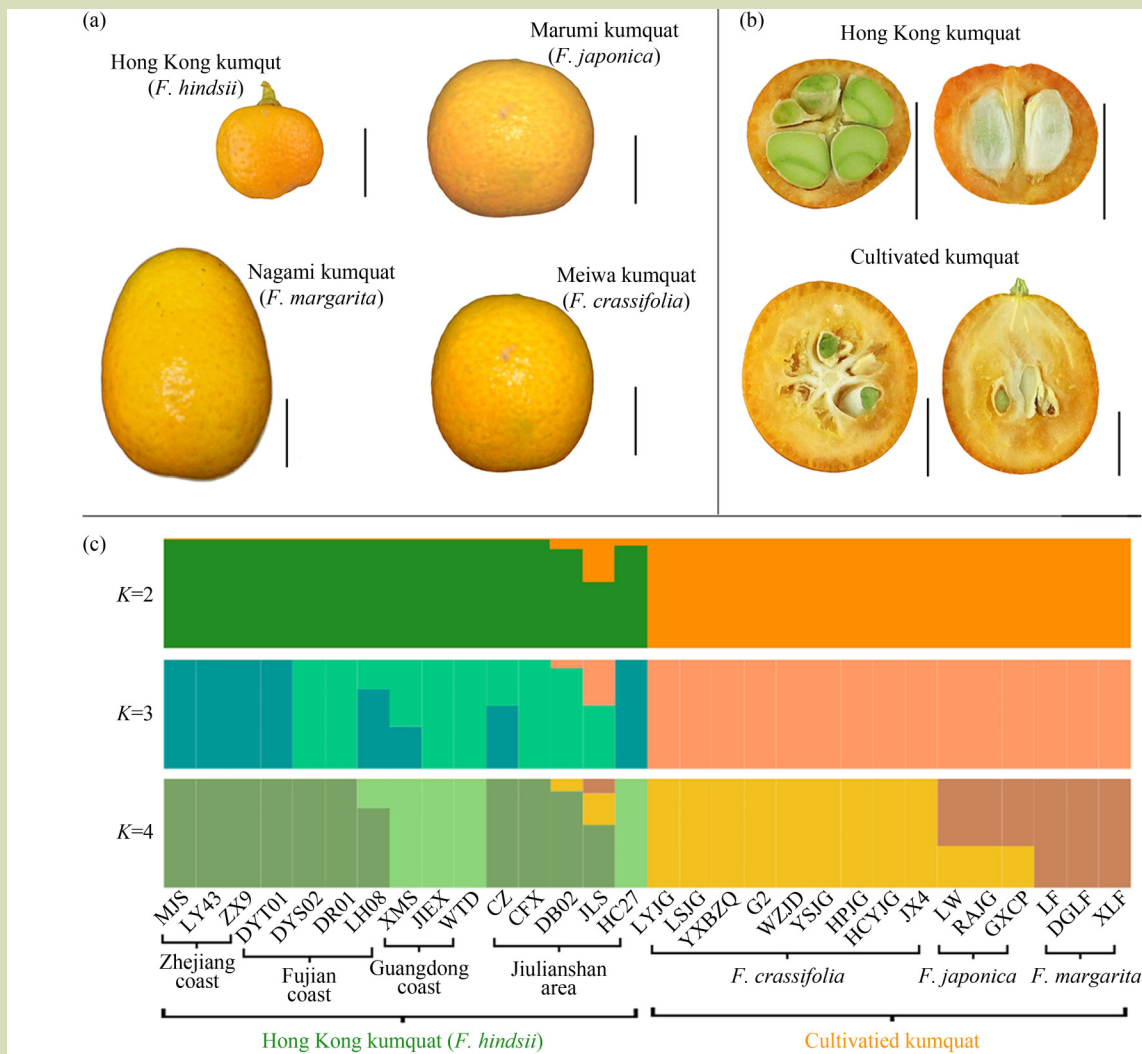 (a)
Hong Kong kumqut
(F. hindsii)
Marumi kumquat
(F. japonica)
Nagami kumquat
(F. margarita)
Meiwa kumquat
(F. crassifolia)
(b)
Hong Kong kumquat
Cultivated kumquat
(c)
K=2
K=3
K=4
MJS LY43 ZX9 DYT01 DYS02 DR01 LH08 XMS JIEX WTD CZ CFX DB02 JLS HC27 LYJG LSJG YXBZQ G2 WZJD YSJG HPJG HCYJG JX4 LW RAJG GXCP LF DGLF XLF
Zhejiang
coast
Fujian
coast
Guangdong
coast
Jiulianshan
area
F. crassifolia
F. japonica
F. margarita
Hong Kong kumquat (F. hindsii)
Cultivatied kumquat